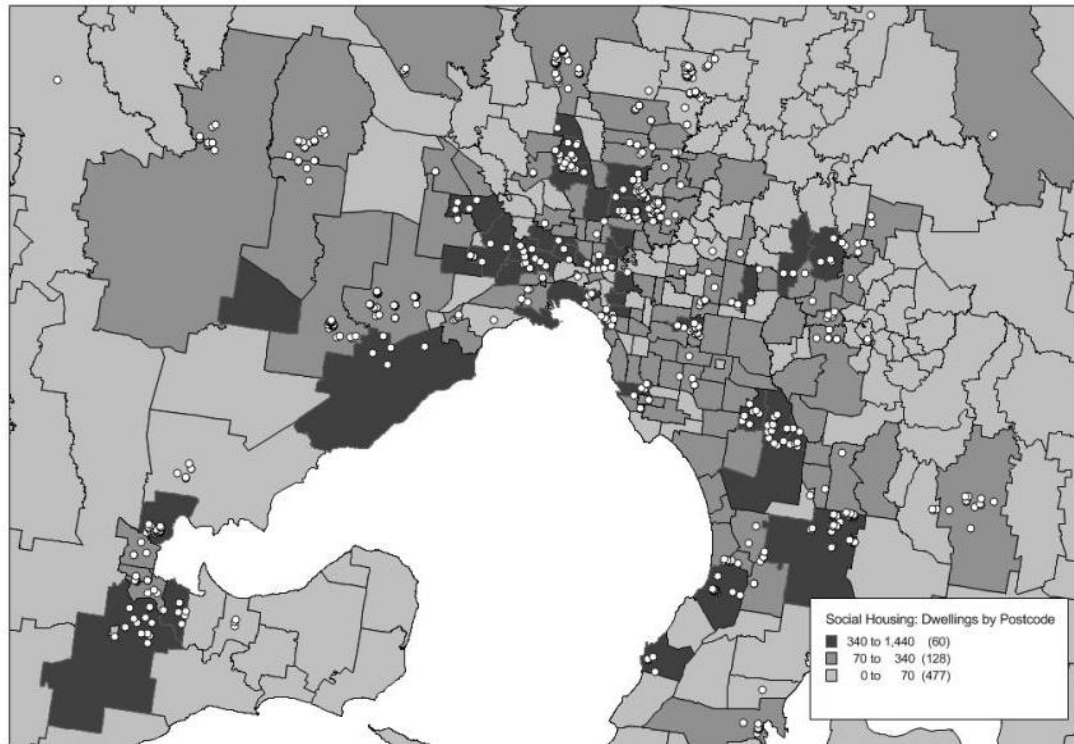 Social Housing: Dwellings by Postcode
340 to 1,440 (60)
70 to 340 (128)
0 to 70 (477)